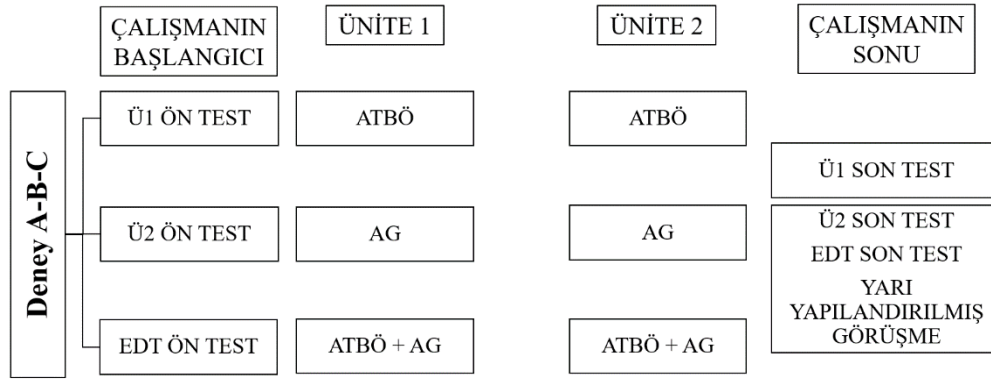 ÇALIŞMANIN
BAŞLANGICI
ÜNİTE 1
ÜNİTE 2
ÇALIŞMANIN
SONU
Deney A-B-C
Ü1 ÖN TEST
ATBÖ
ATBÖ
Ü1 SON TEST
Ü2 ÖN TEST
AG
AG
Ü2 SON TEST
EDT SON TEST
YARI
YAPILANDIRILMIŞ
GÖRÜŞME
EDT ÖN TEST
ATBÖ + AG
ATBÖ + AG